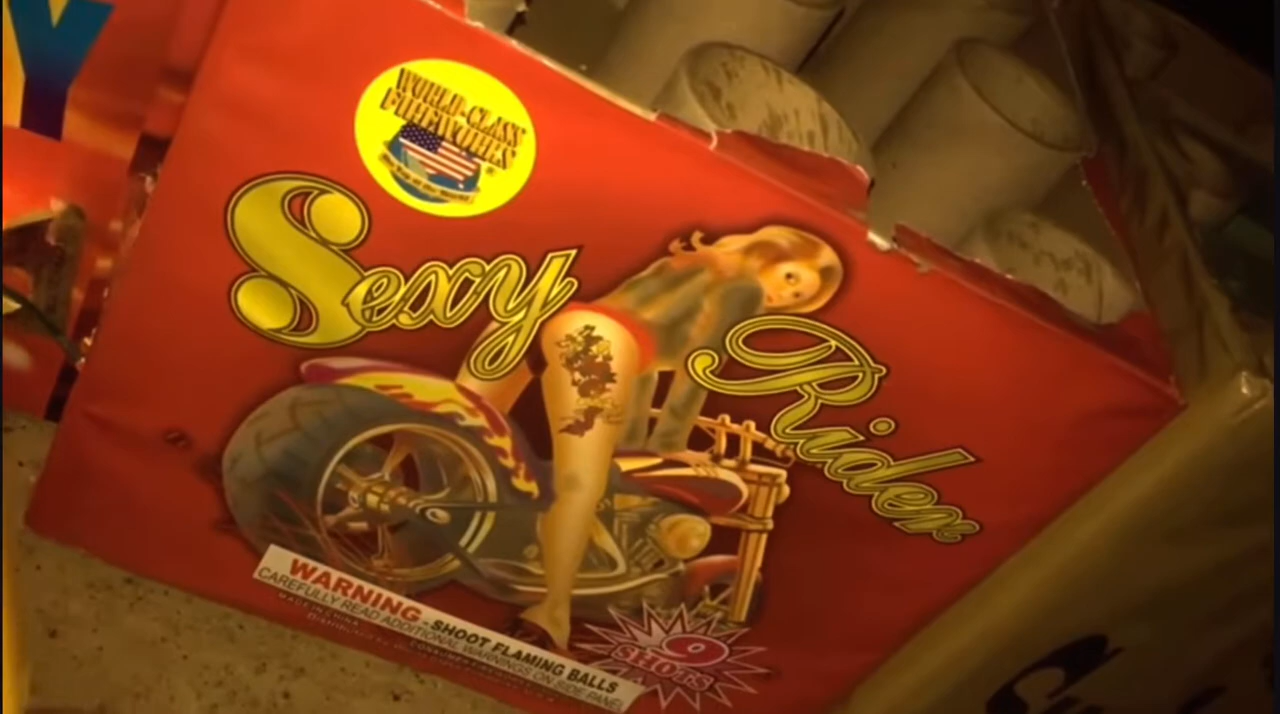 Y
WORLD-CLASS
FIREWORKS
®
Sexy
Rider
WARNING - SHOOT FLAMING BALLS
CAREFULLY READ ADDITIONAL WARNINGS ON SIDE PANEL
MADE IN CHINA
9
SHOTS